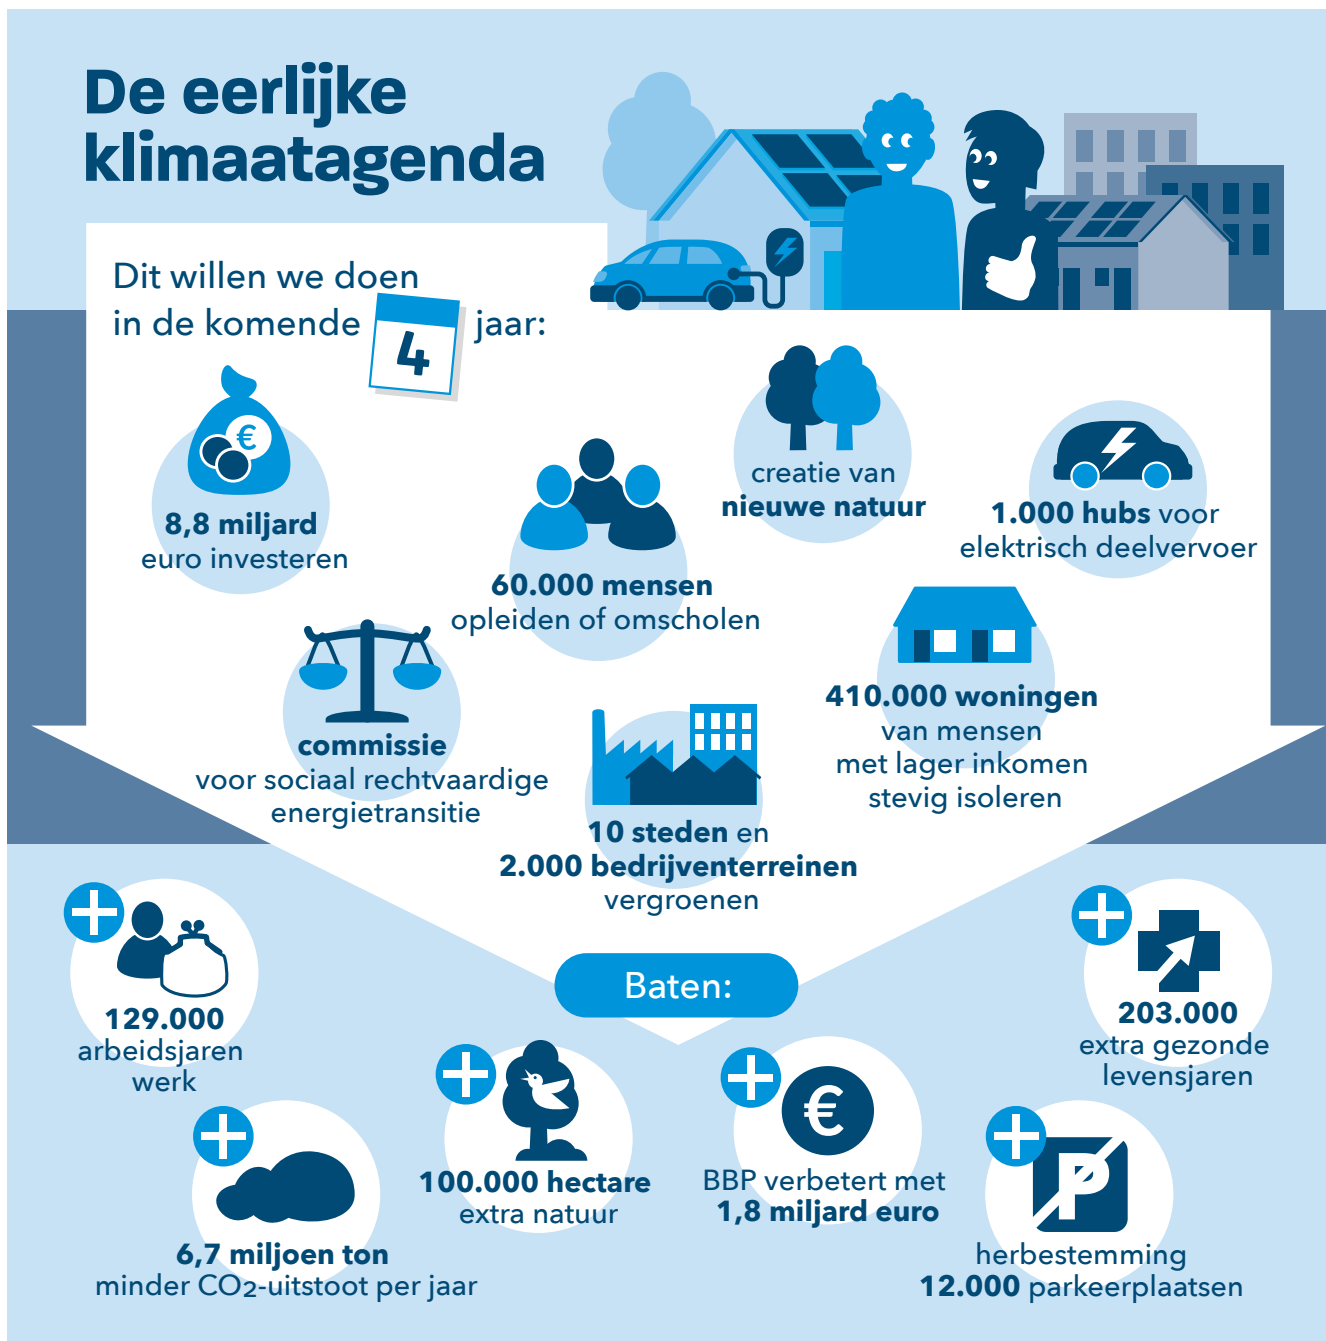 De eerlijke
klimaatagenda
Dit willen we doen
in de komende 4 jaar:
€
8,8 miljard
euro investeren
60.000 mensen
opleiden of omscholen
creatie van
nieuwe natuur
1.000 hubs voor
elektrisch deelvervoer
commissie
voor sociaal rechtvaardige
energietransitie
10 steden en
2.000 bedrijventerreinen
vergroenen
410.000 woningen
van mensen
met lager inkomen
stevig isoleren
Baten:
129.000
arbeidsjaren
werk
6,7 miljoen ton
minder CO2-uitstoot per jaar
100.000 hectare
extra natuur
€
BBP verbetert met
1,8 miljard euro
203.000
extra gezonde
levensjaren
P
herbestemming
12.000 parkeerplaatsen